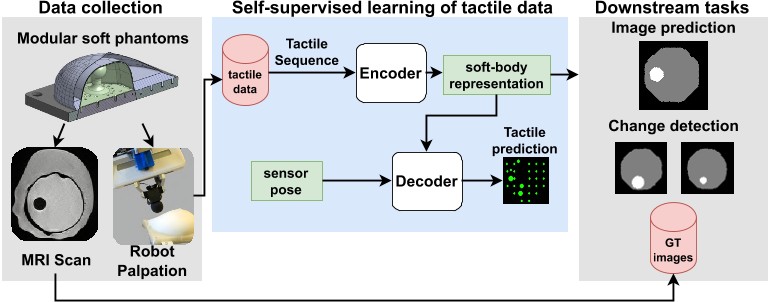 Data collection
Modular soft phantoms
MRI Scan
Robot
Palpation
Self-supervised learning of tactile data
tactile
data
Tactile
Sequence
Encoder
soft-body
representation
sensor
pose
Decoder
Tactile
prediction
Downstream tasks
Image prediction
Change detection
GT
images